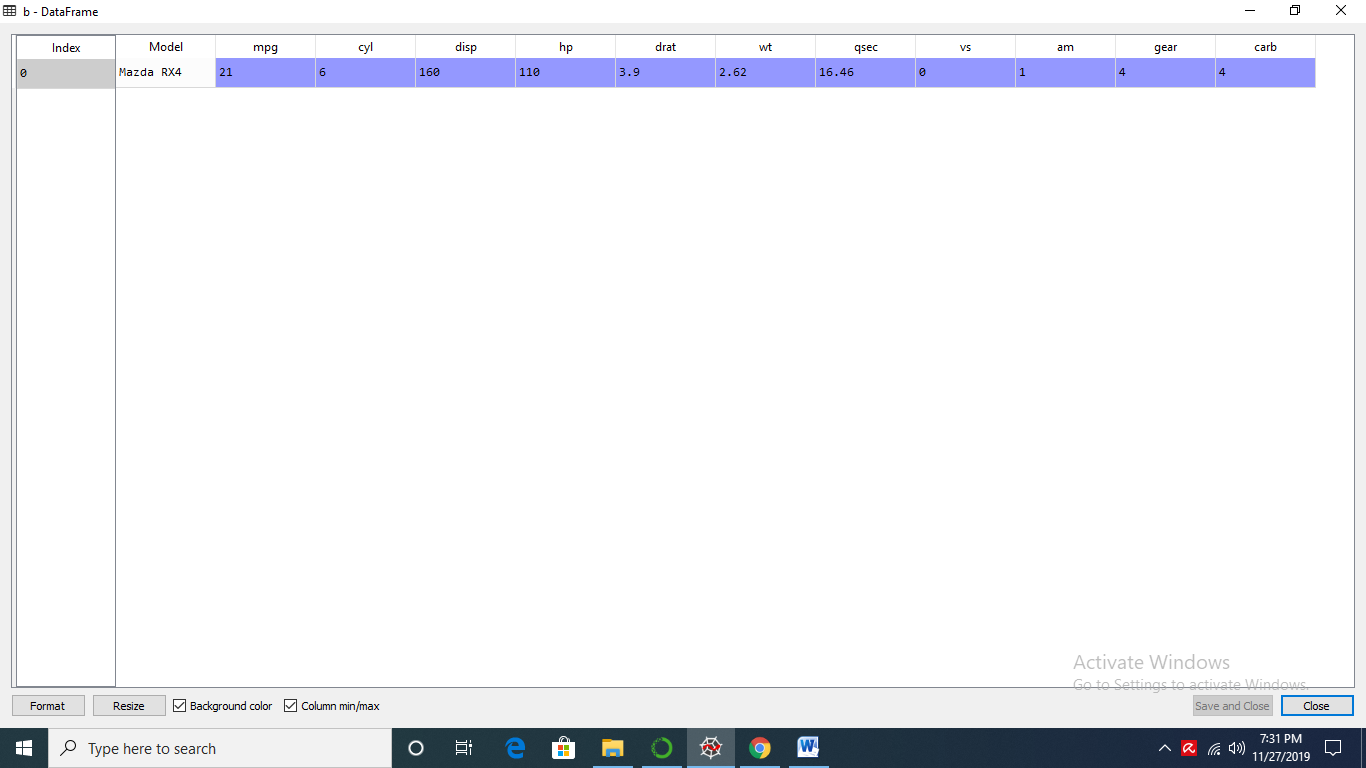 b - DataFrame
Index Model mpg cyl disp hp drat wt qsec vs am gear carb
0 Mazda RX4 21 6 160 110 3.9 2.62 16.46 0 1 4 4
Activate Windows
Go to Settings to activate Windows.
Format Resize Background color Column min/max Save and Close Close
Type here to search
7:31 PM
11/27/2019